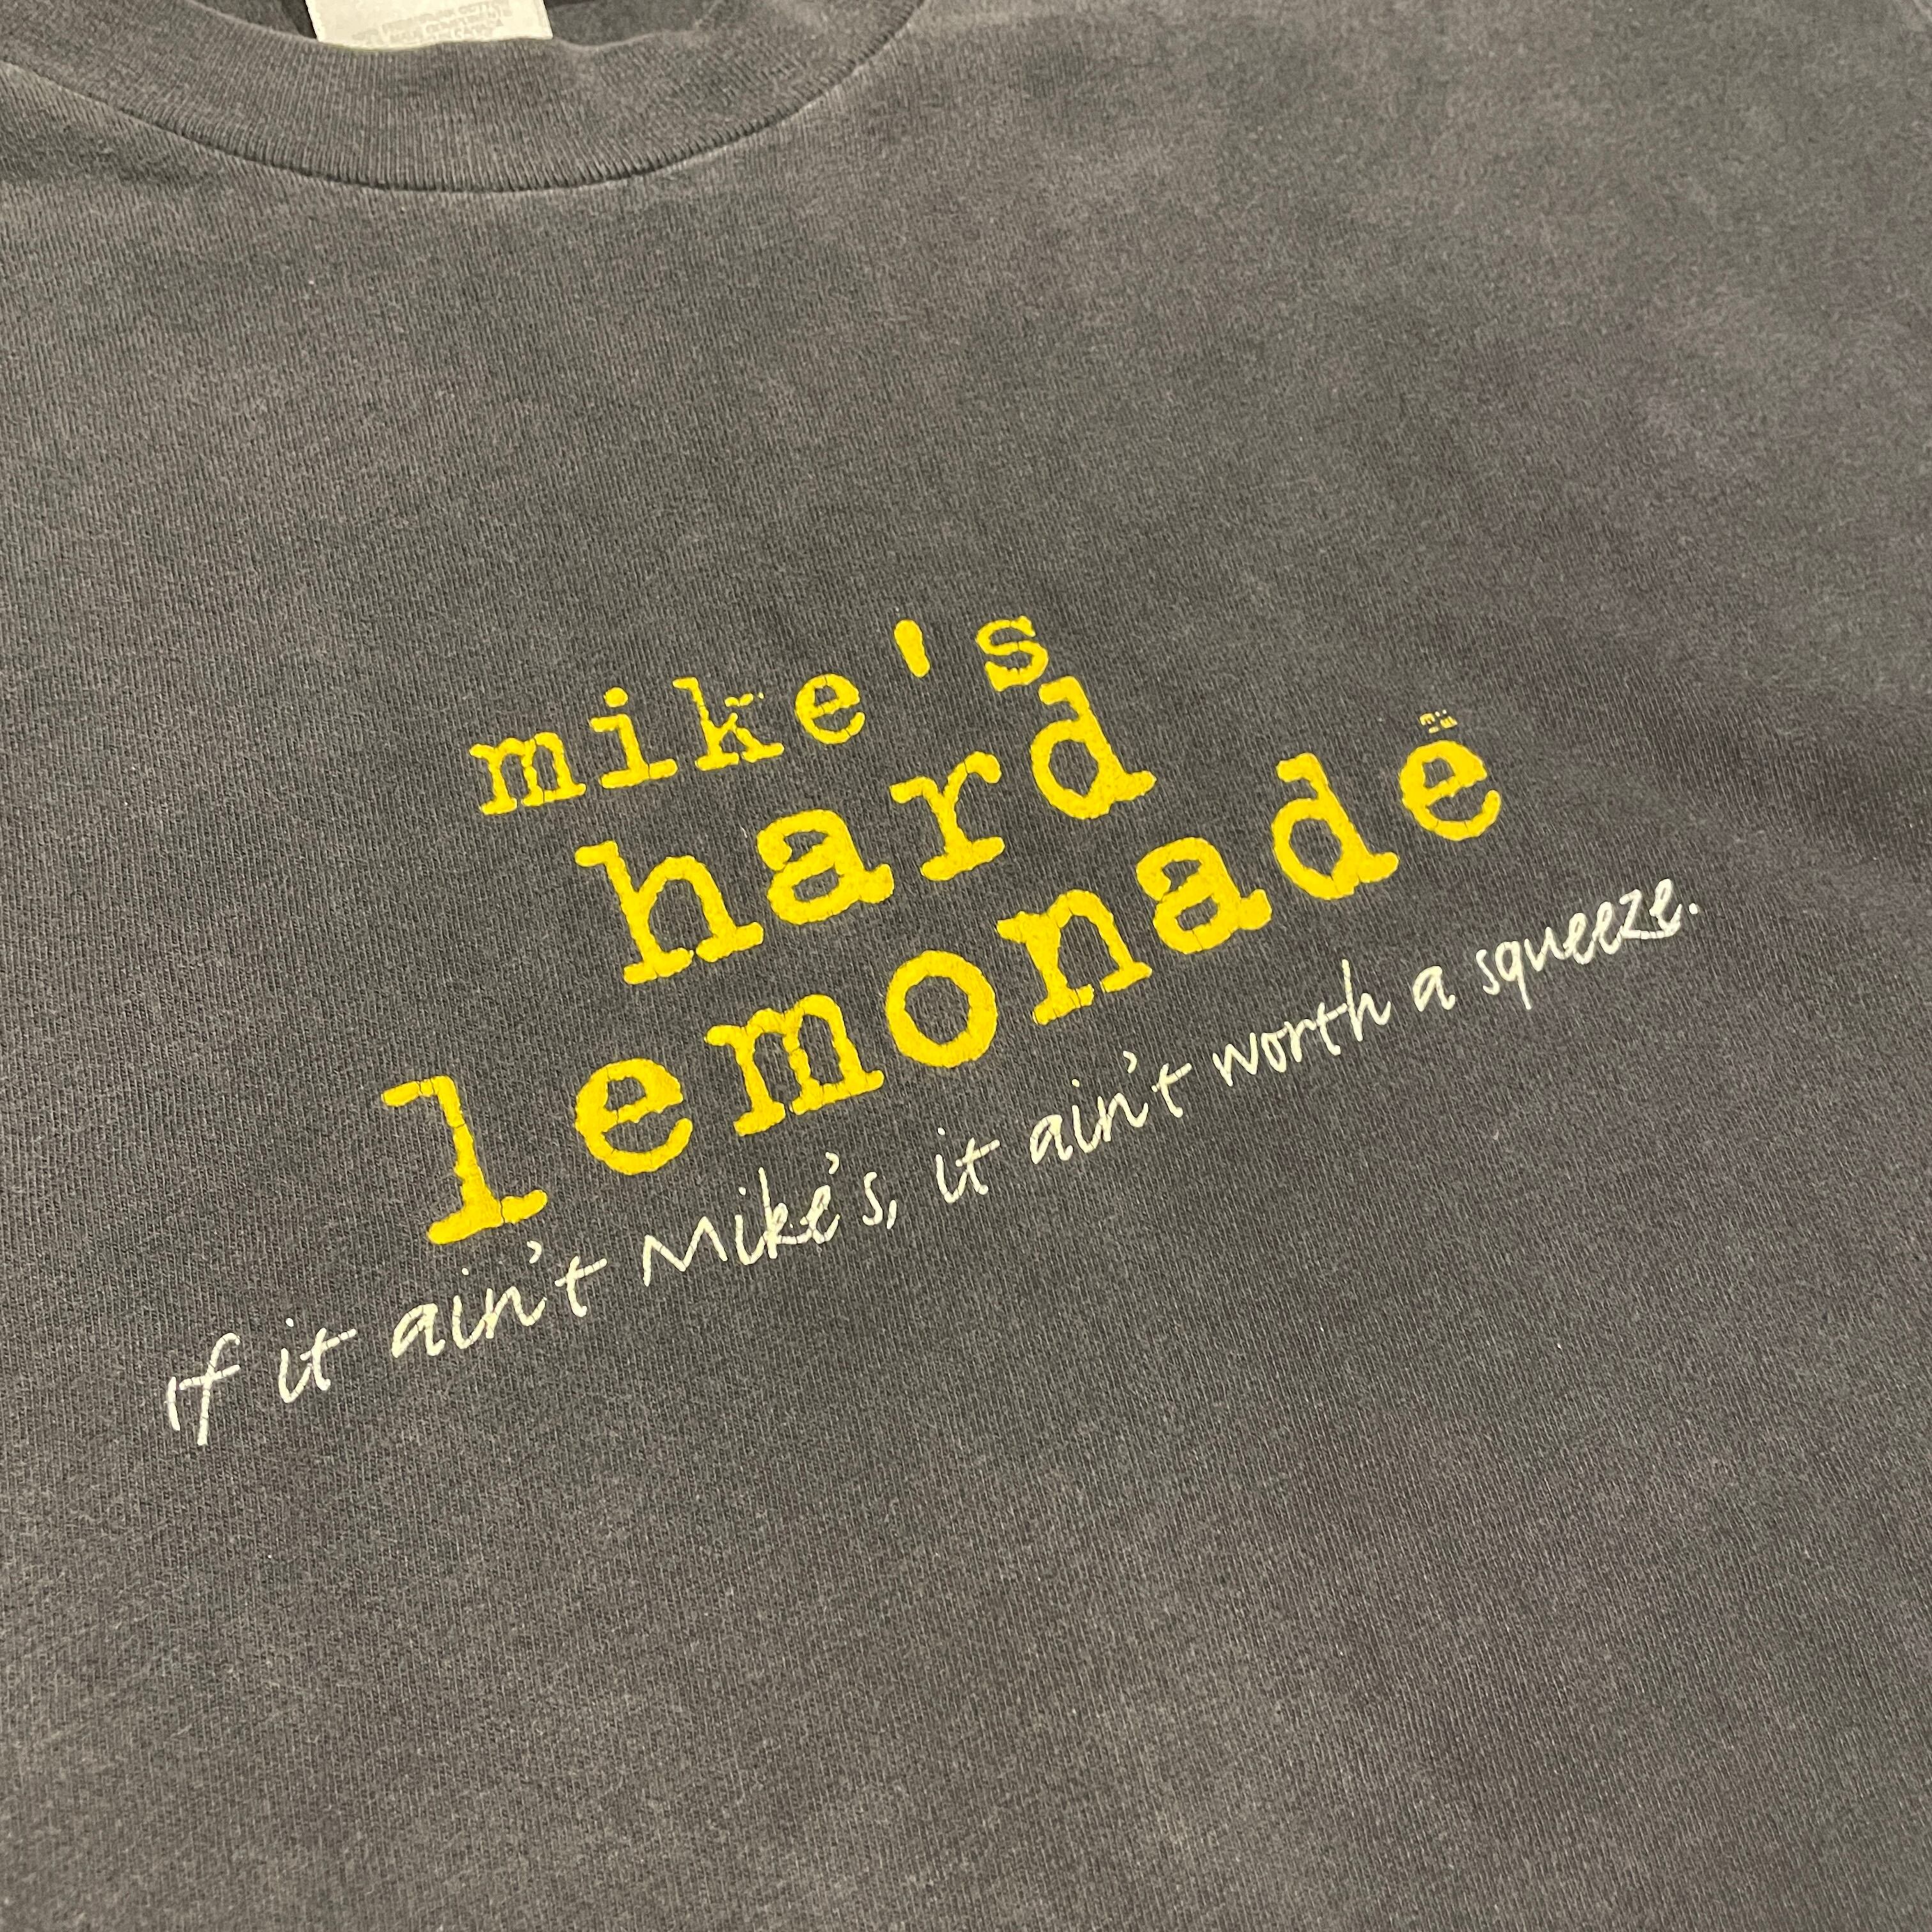 mike's
hard
lemonade
If it ain't Mike's, it ain't worth a squeeze.